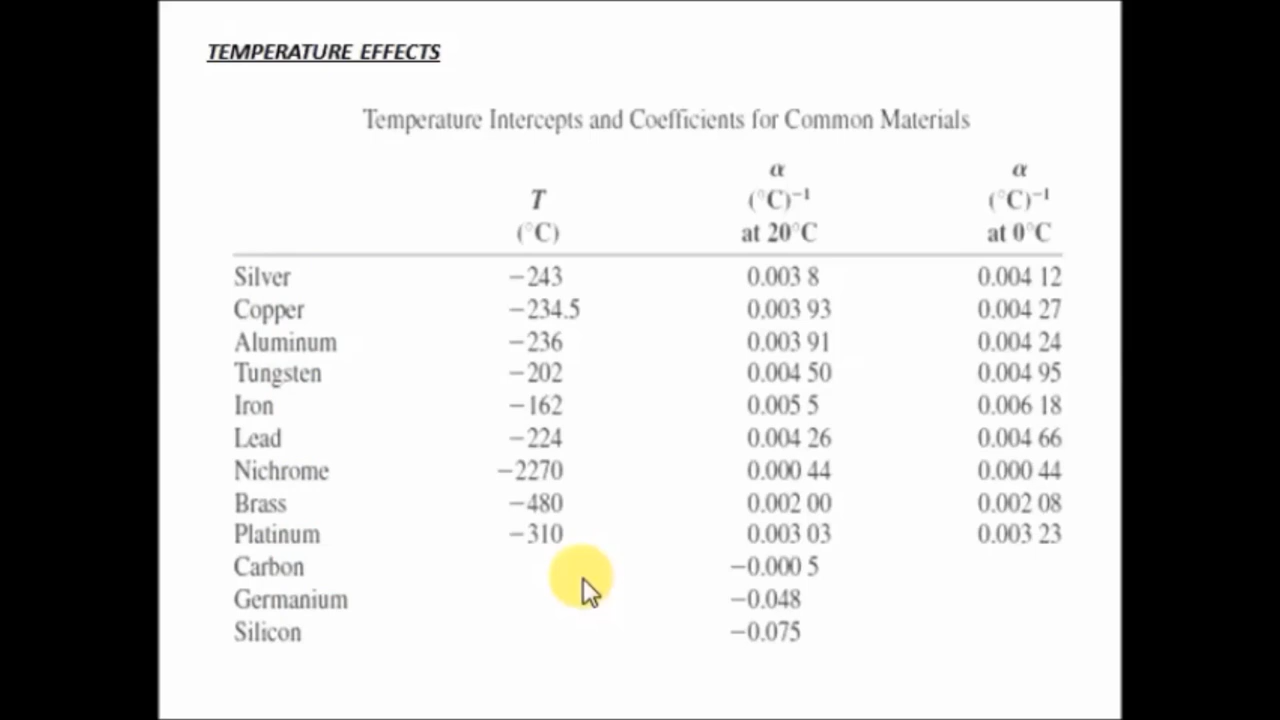 TEMPERATURE EFFECTS
Temperature Intercepts and Coefficients for Common Materials
α α
T (°C)⁻¹ (°C)⁻¹
(°C) at 20°C at 0°C
Silver −243 0.003 8 0.004 12
Copper −234.5 0.003 93 0.004 27
Aluminum −236 0.003 91 0.004 24
Tungsten −202 0.004 50 0.004 95
Iron −162 0.005 5 0.006 18
Lead −224 0.004 26 0.004 66
Nichrome −2270 0.000 44 0.000 44
Brass −480 0.002 00 0.002 08
Platinum −310 0.003 03 0.003 23
Carbon −0.000 5
Germanium −0.048
Silicon −0.075